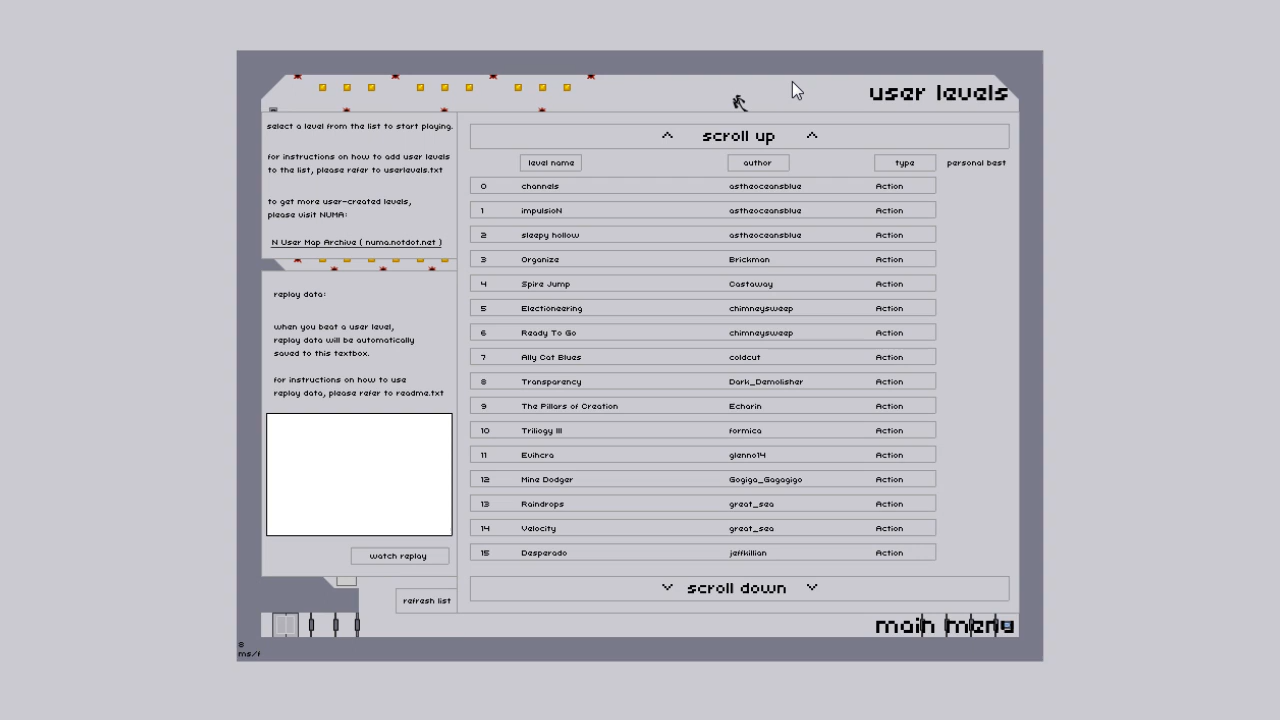 user levels
select a level from the list to start playing.
for instructions on how to add user levels
to the list, please refer to userlevels.txt
to get more user-created levels,
please visit NUMA:
N User Map Archive ( numa.notdot.net )
replay data:
when you beat a user level,
replay data will be automatically
saved to this textbox.
for instructions on how to use
replay data, please refer to readme.txt
watch replay
refresh list
scroll up
level name author type personal best
0 channels astheoceansblue Action
1 impulsioN astheoceansblue Action
2 sleepy hollow astheoceansblue Action
3 Organize Brickman Action
4 Spire Jump Castaway Action
5 Electioneering chimneysweep Action
6 Ready To Go chimneysweep Action
7 Ally Cat Blues coldcut Action
8 Transparency Dark_Demolisher Action
9 The Pillars of Creation Echarin Action
10 Triliogy III formica Action
11 Evihcra glenno14 Action
12 Mine Dodger Gogiga_Gagagigo Action
13 Raindrops great_sea Action
14 Velocity great_sea Action
15 Desperado jeffkillian Action
scroll down
main menu
8
ms/f